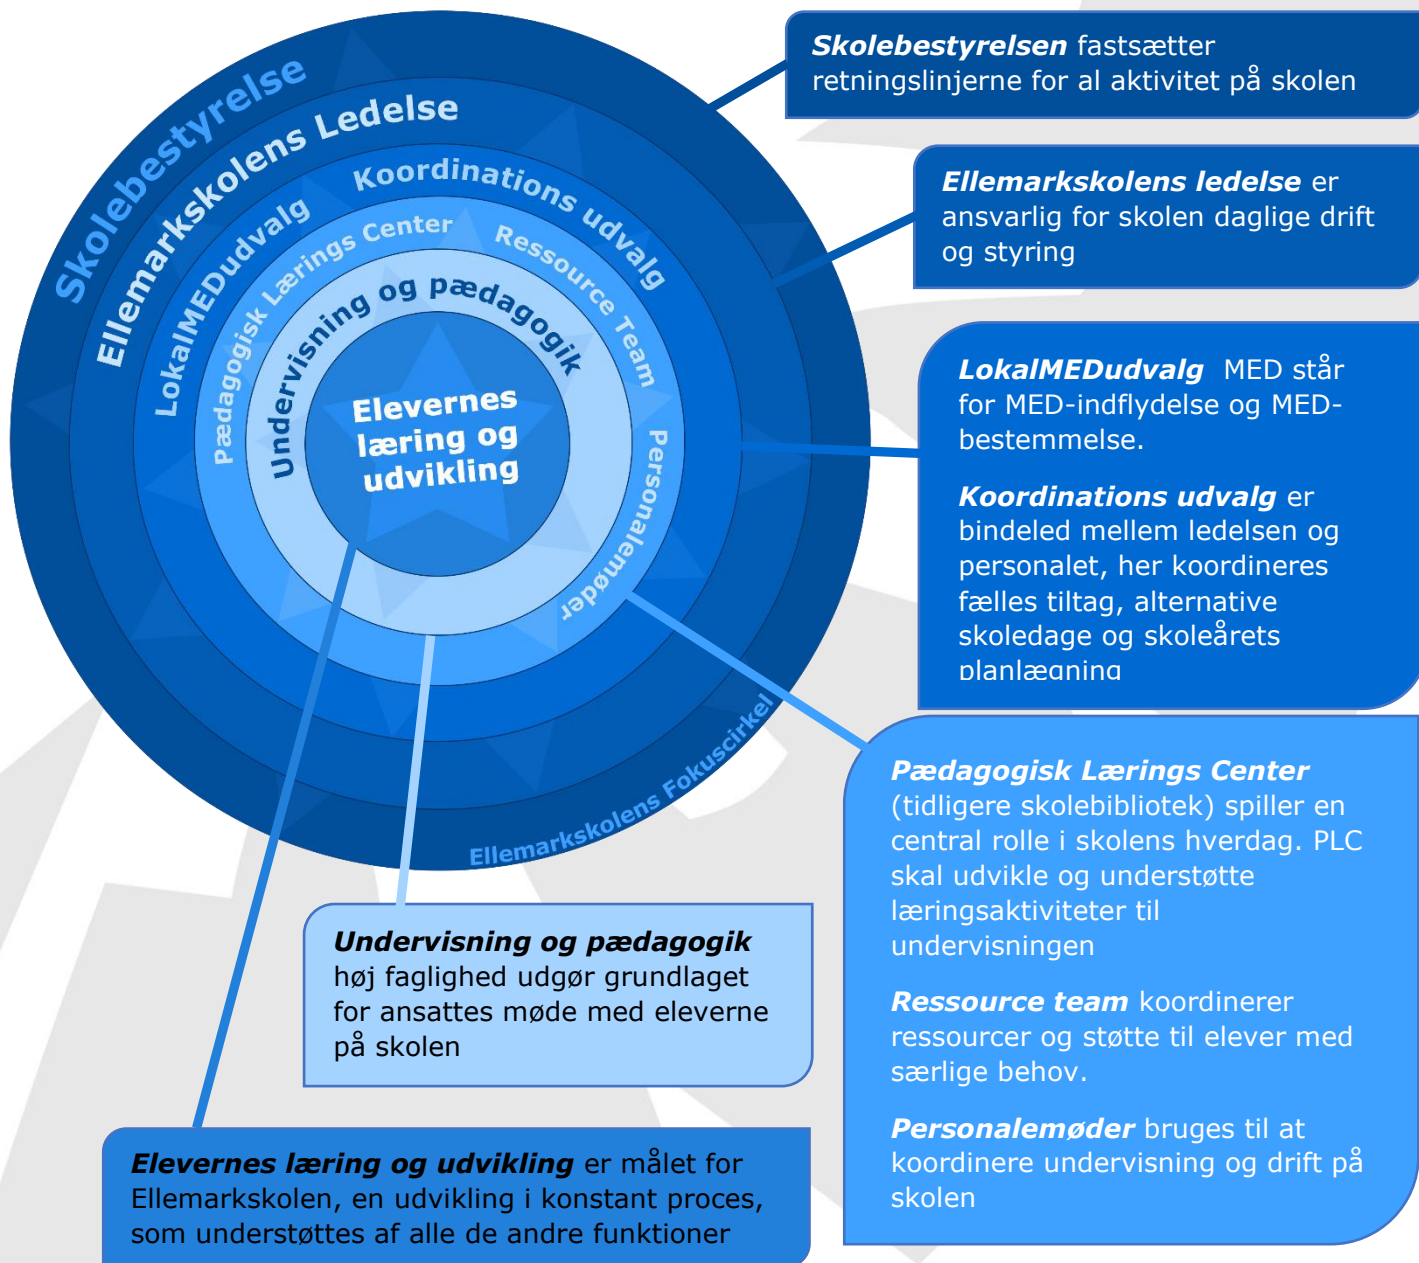 Skolebestyrelse
Ellemarkskolens Ledelse
LokalMEDudvalg
Koordinations udvalg
Pædagogisk Lærings Center
Ressource Team
Personalemøder
Undervisning og pædagogik
Elevernes
læring og
udvikling
Ellemarkskolens Fokuscirkel
Skolebestyrelsen fastsætter
retningslinjerne for al aktivitet på skolen
Ellemarkskolens ledelse er
ansvarlig for skolen daglige drift
og styring
LokalMEDudvalg MED står
for MED-indflydelse og MED-
bestemmelse.
Koordinations udvalg er
bindeled mellem ledelsen og
personalet, her koordineres
fælles tiltag, alternative
skoledage og skoleårets
planlægning
Pædagogisk Lærings Center
(tidligere skolebibliotek) spiller en
central rolle i skolens hverdag. PLC
skal udvikle og understøtte
læringsaktiviteter til
undervisningen
Ressource team koordinerer
ressourcer og støtte til elever med
særlige behov.
Personalemøder bruges til at
koordinere undervisning og drift på
skolen
Undervisning og pædagogik
høj faglighed udgør grundlaget
for ansattes møde med eleverne
på skolen
Elevernes læring og udvikling er målet for
Ellemarkskolen, en udvikling i konstant proces,
som understøttes af alle de andre funktioner